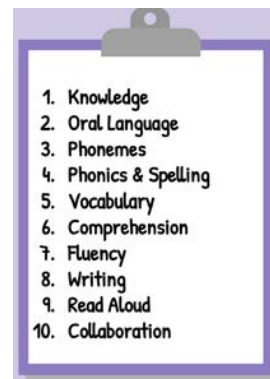 1. Knowledge
2. Oral Language
3. Phonemes
4. Phonics & Spelling
5. Vocabulary
6. Comprehension
7. Fluency
8. Writing
9. Read Aloud
10. Collaboration